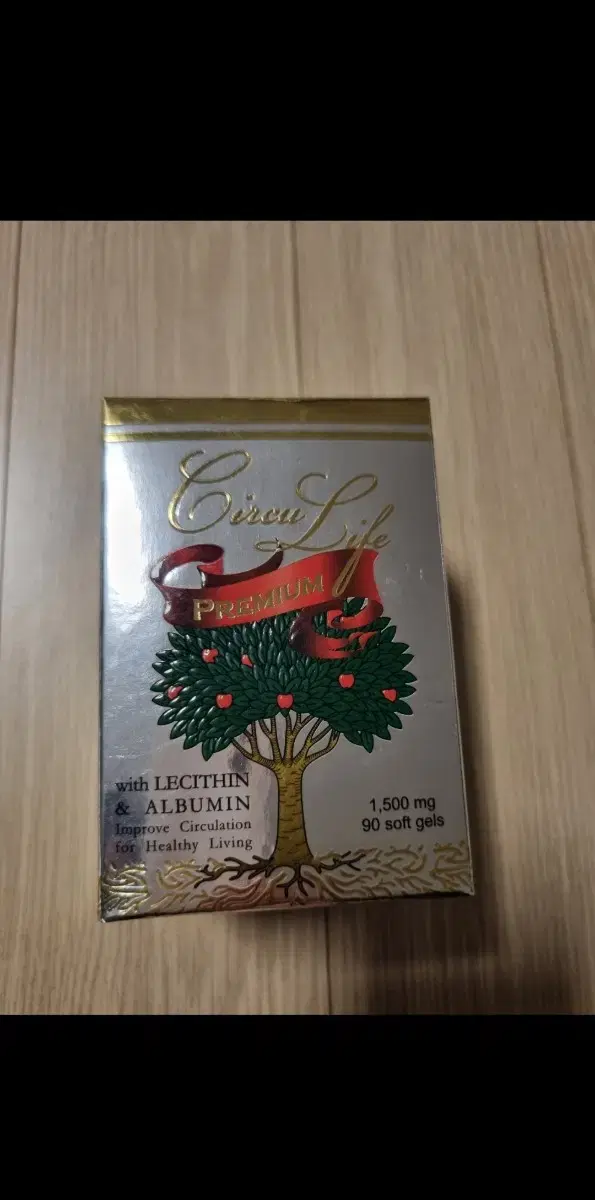 Circu Life
PREMIUM
with LECITHIN
& ALBUMIN
Improve Circulation
for Healthy Living
1,500 mg
90 soft gels